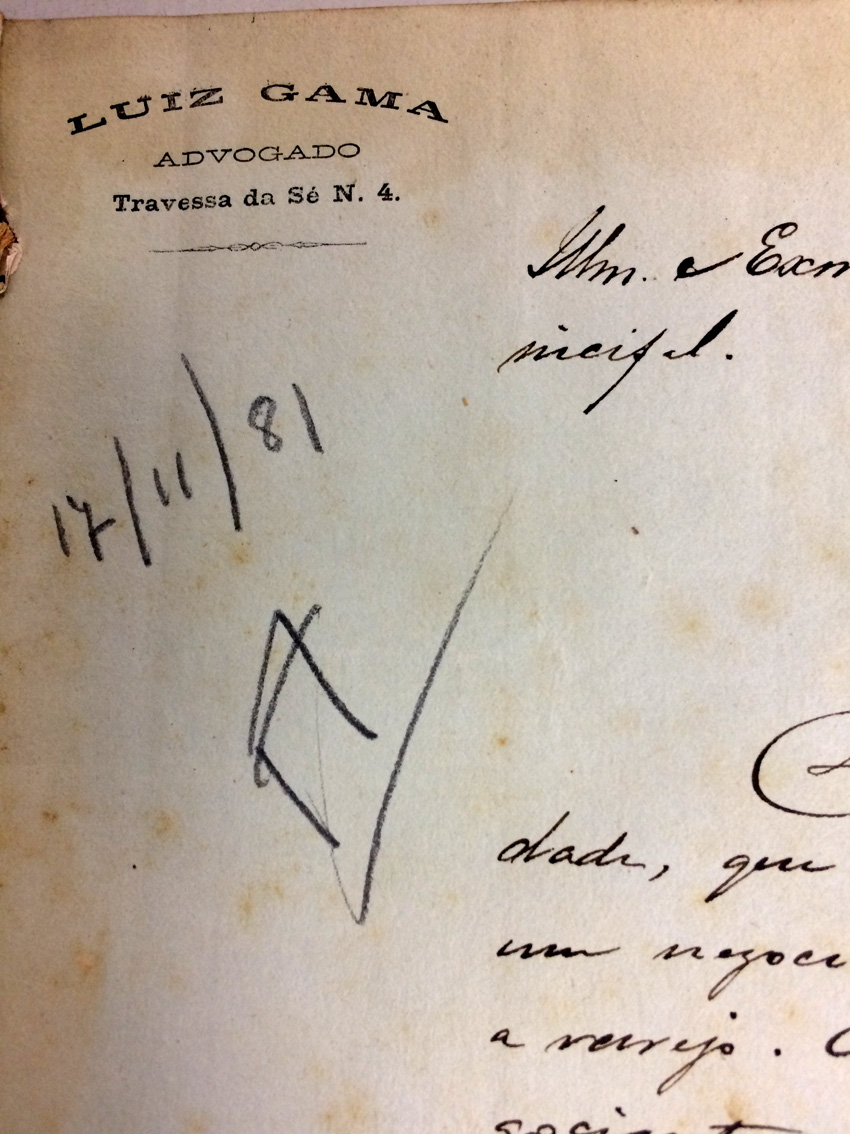 LUIZ GAMA
ADVOGADO
Travessa da Sé N. 4.
Illm. e Exm
nicipal.
17/11/81
dade, que
um negoci
a varejo.